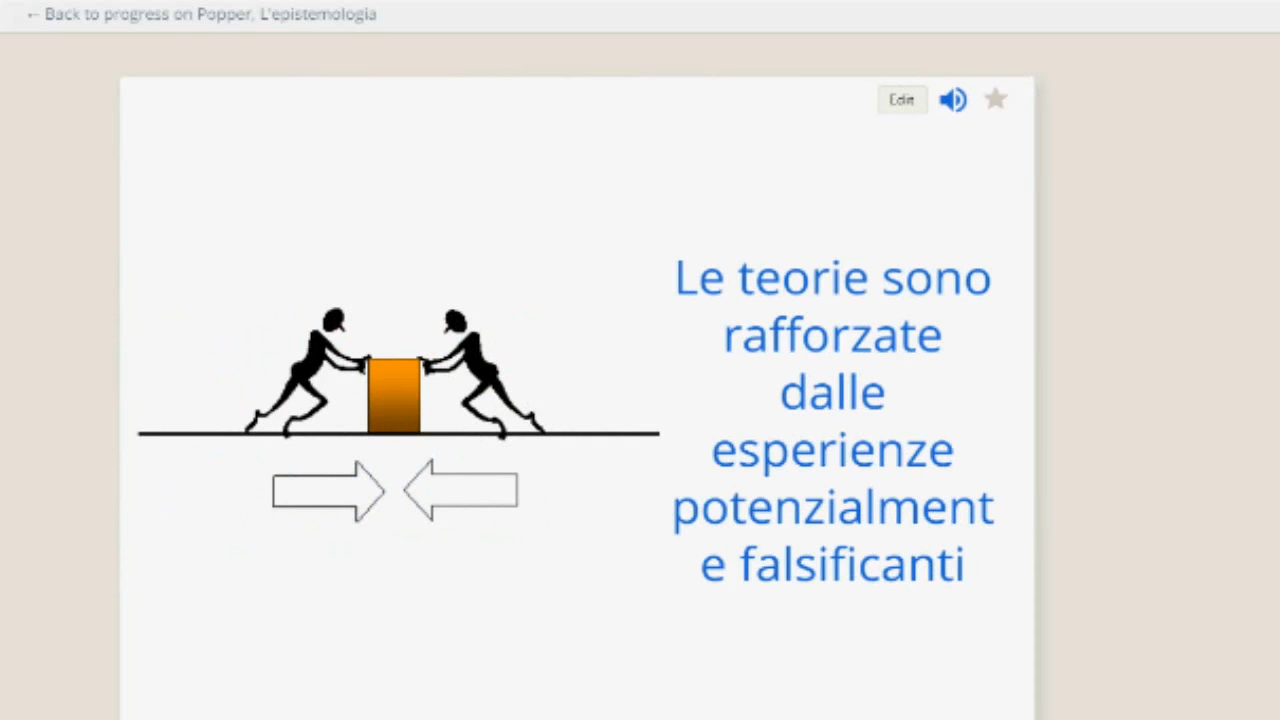 ← Back to progress on Popper, L'epistemologia
Edit
Le teorie sono
rafforzate
dalle
esperienze
potenzialment
e falsificanti